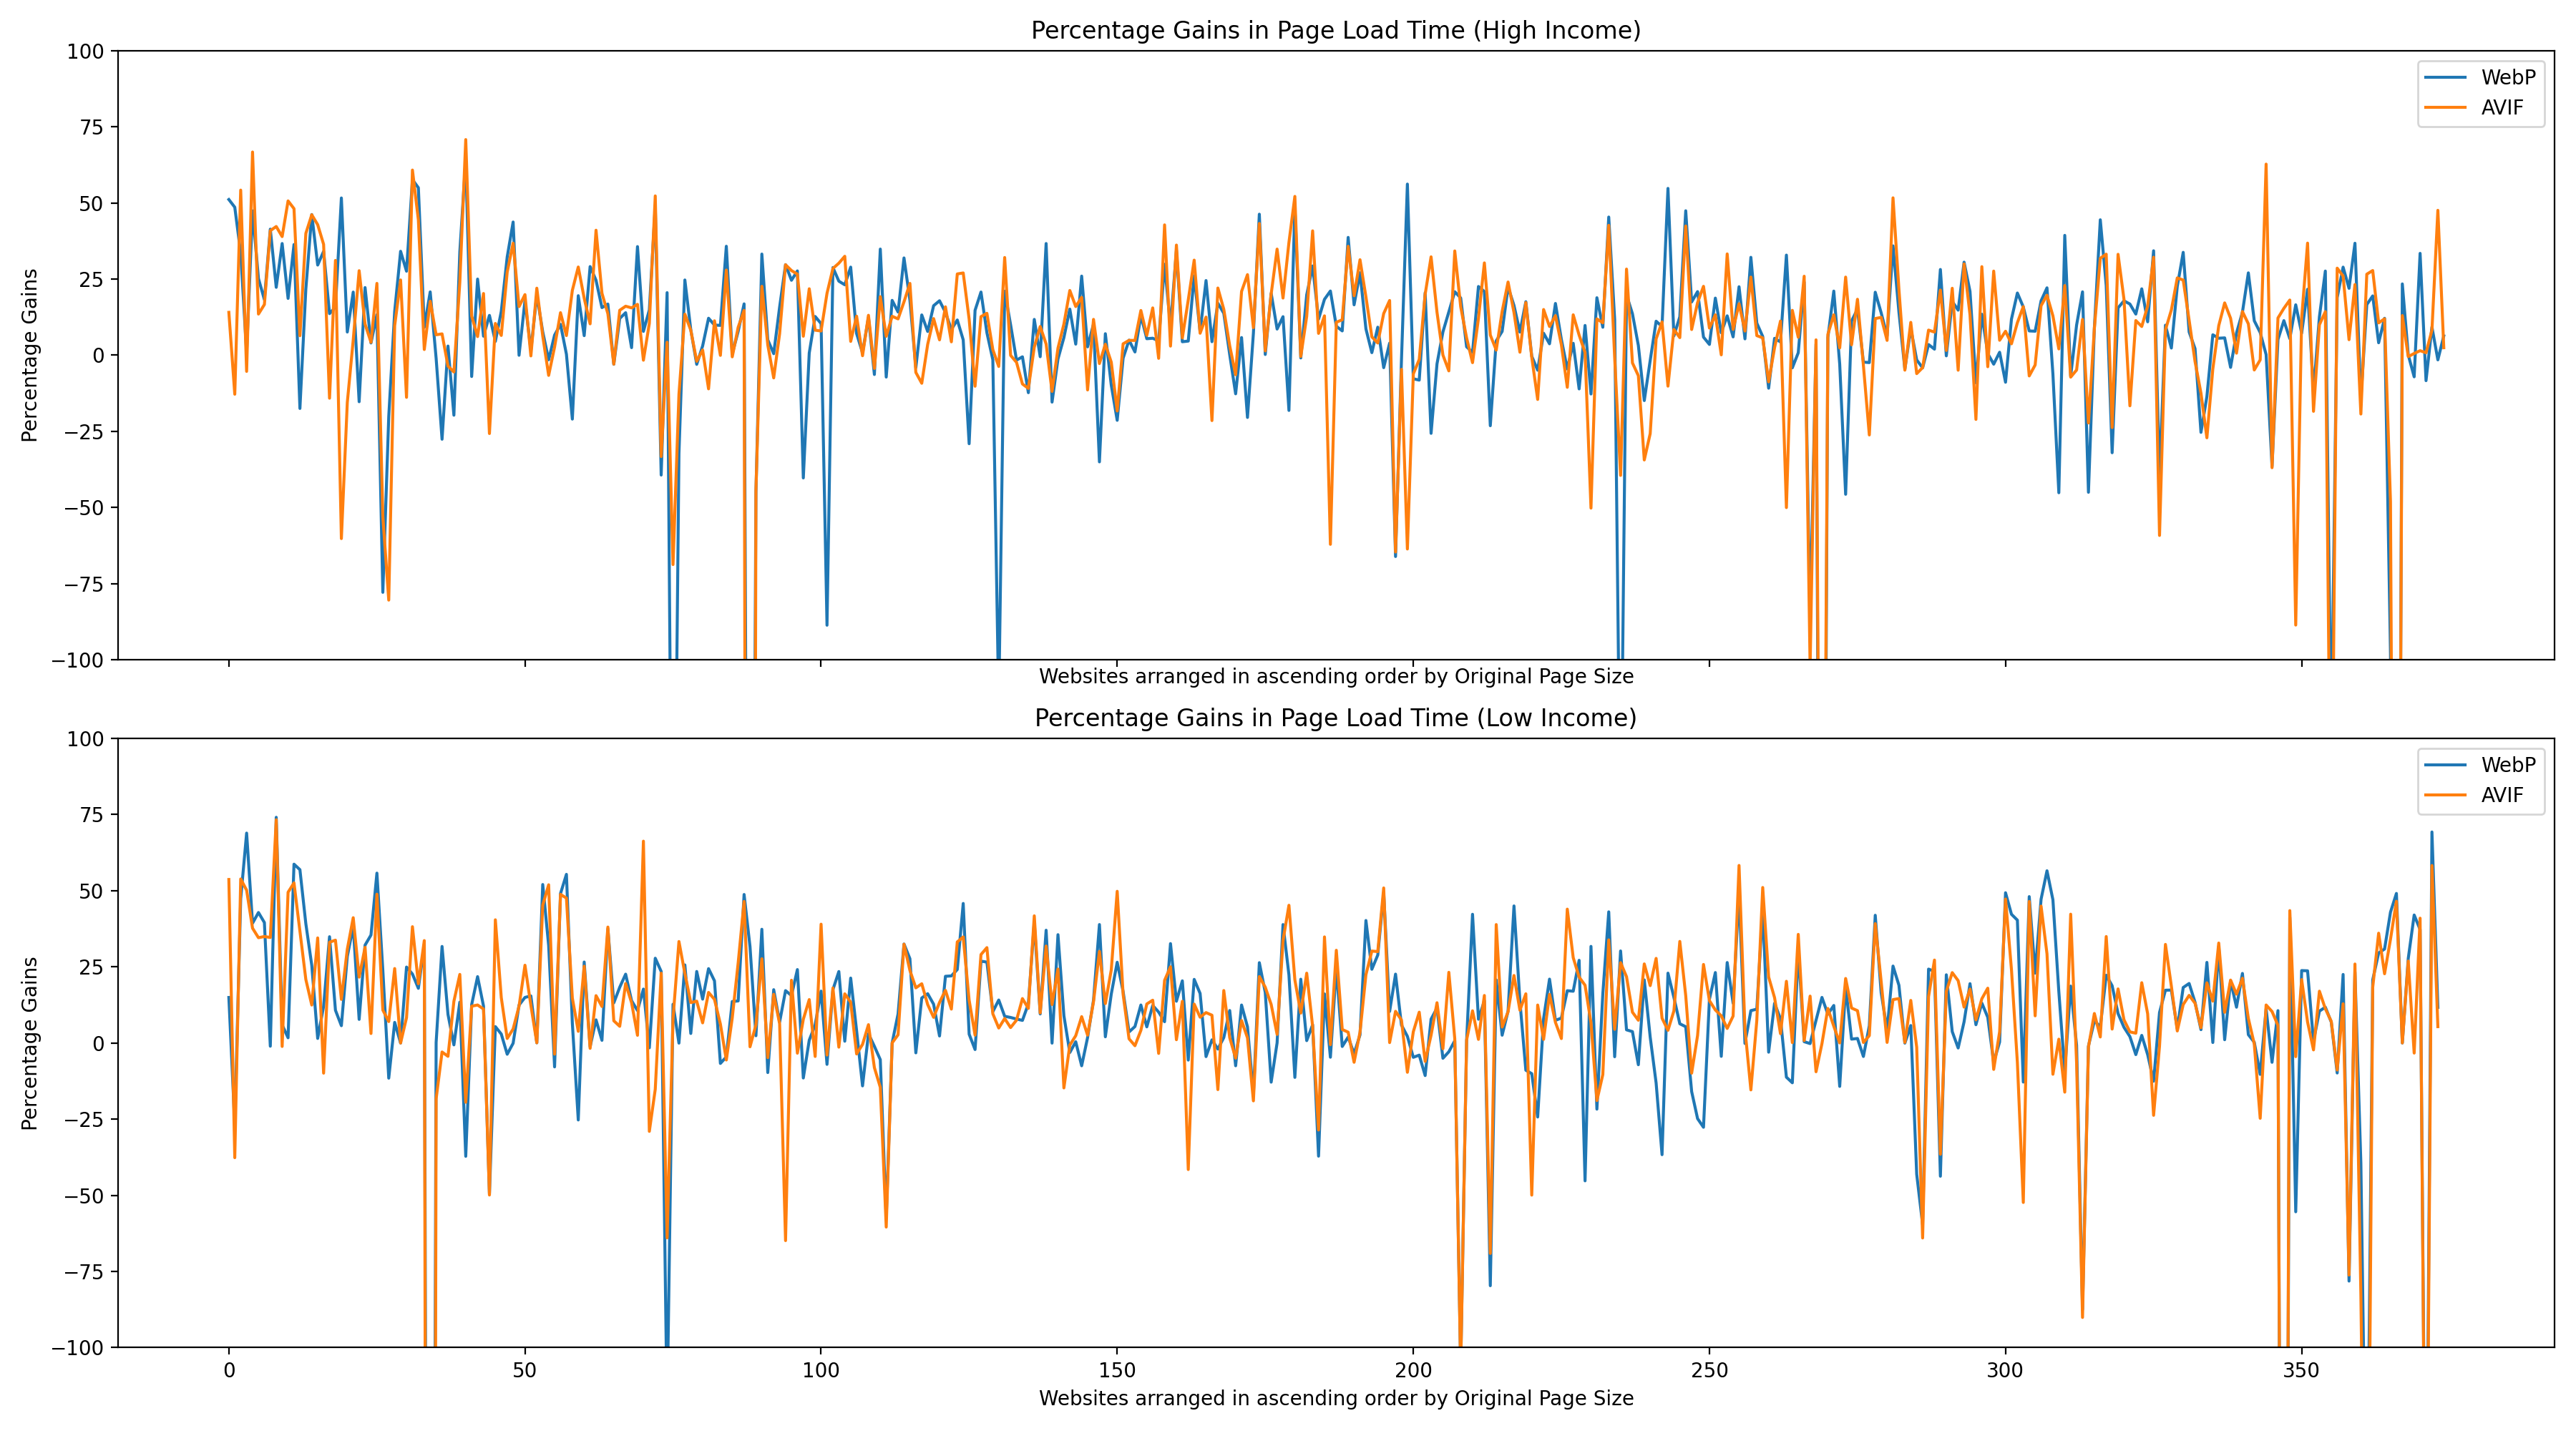 Percentage Gains in Page Load Time (High Income)
100
75
50
25
0
−25
−50
−75
−100
Percentage Gains
WebP
AVIF
Websites arranged in ascending order by Original Page Size
Percentage Gains in Page Load Time (Low Income)
100
75
50
25
0
−25
−50
−75
−100
Percentage Gains
WebP
AVIF
0 50 100 150 200 250 300 350
Websites arranged in ascending order by Original Page Size